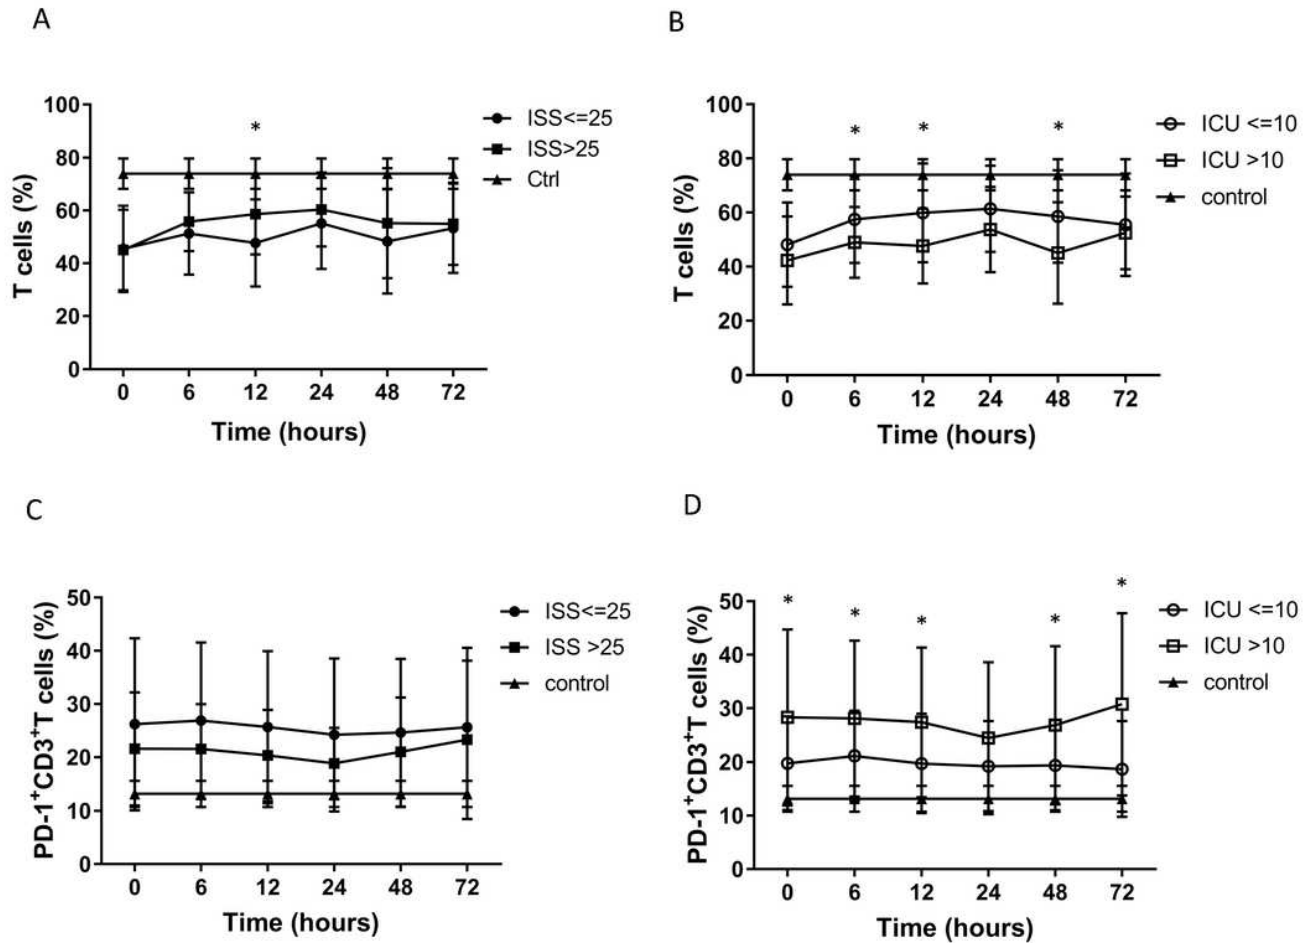 A
100
80
60
40
20
0
T cells (%)
*
0 6 12 24 48 72
Time (hours)
ISS<=25
ISS>25
Ctrl
B
100
80
60
40
20
0
T cells (%)
* * *
0 6 12 24 48 72
Time (hours)
ICU <=10
ICU >10
control
C
50
40
30
20
10
0
PD-1⁺CD3⁺T cells (%)
0 6 12 24 48 72
Time (hours)
ISS<=25
ISS >25
control
D
50
40
30
20
10
0
PD-1⁺CD3⁺T cells (%)
* * * * *
0 6 12 24 48 72
Time (hours)
ICU <=10
ICU >10
control